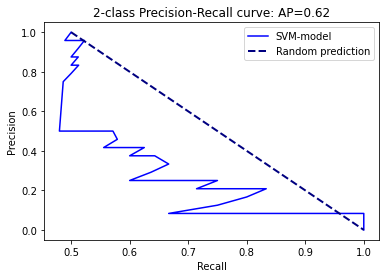 2-class Precision-Recall curve: AP=0.62
SVM-model
Random prediction
Precision
1.0
0.8
0.6
0.4
0.2
0.0
0.5
0.6
0.7
0.8
0.9
1.0
Recall